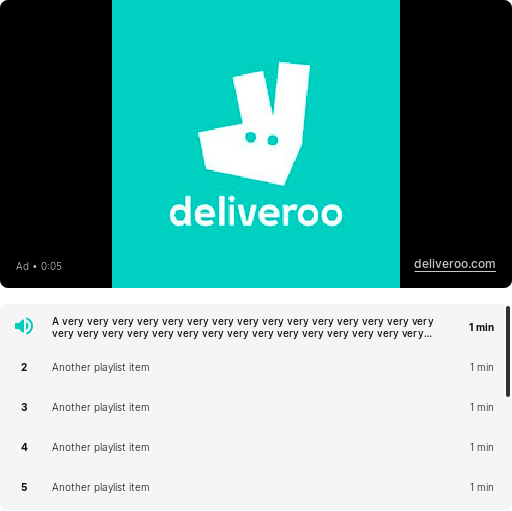 deliveroo
Ad • 0:05
deliveroo.com
A very very very very very very very very very very very very very very very
very very very very very very very very very very very very very very very...
1 min
2 Another playlist item 1 min
3 Another playlist item 1 min
4 Another playlist item 1 min
5 Another playlist item 1 min